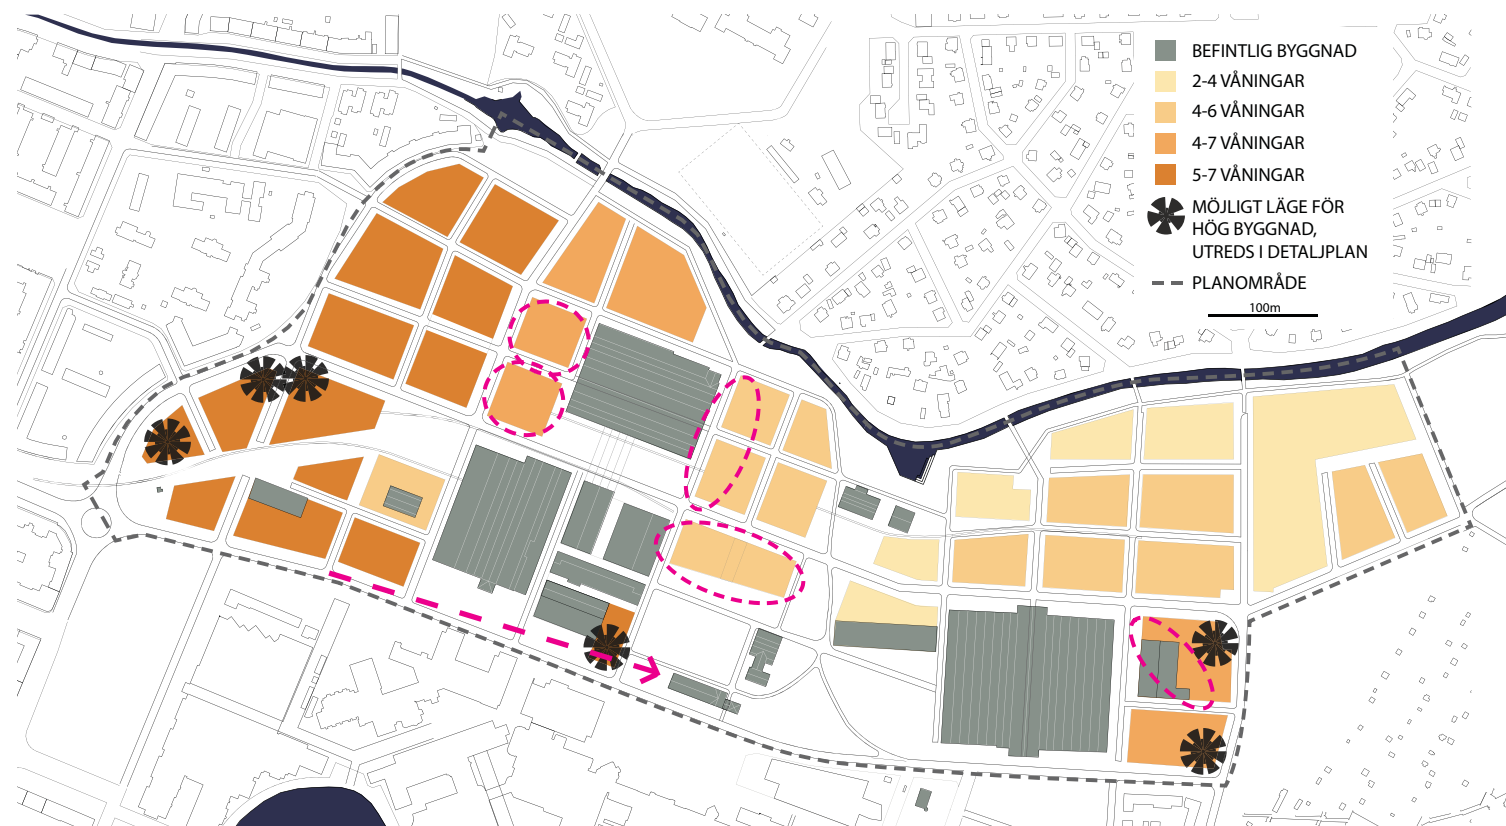 BEFINTLIG BYGGNAD
2-4 VÅNINGAR
4-6 VÅNINGAR
4-7 VÅNINGAR
5-7 VÅNINGAR
MÖJLIGT LÄGE FÖR
HÖG BYGGNAD,
UTREDS I DETALJPLAN
PLANOMRÅDE
100m